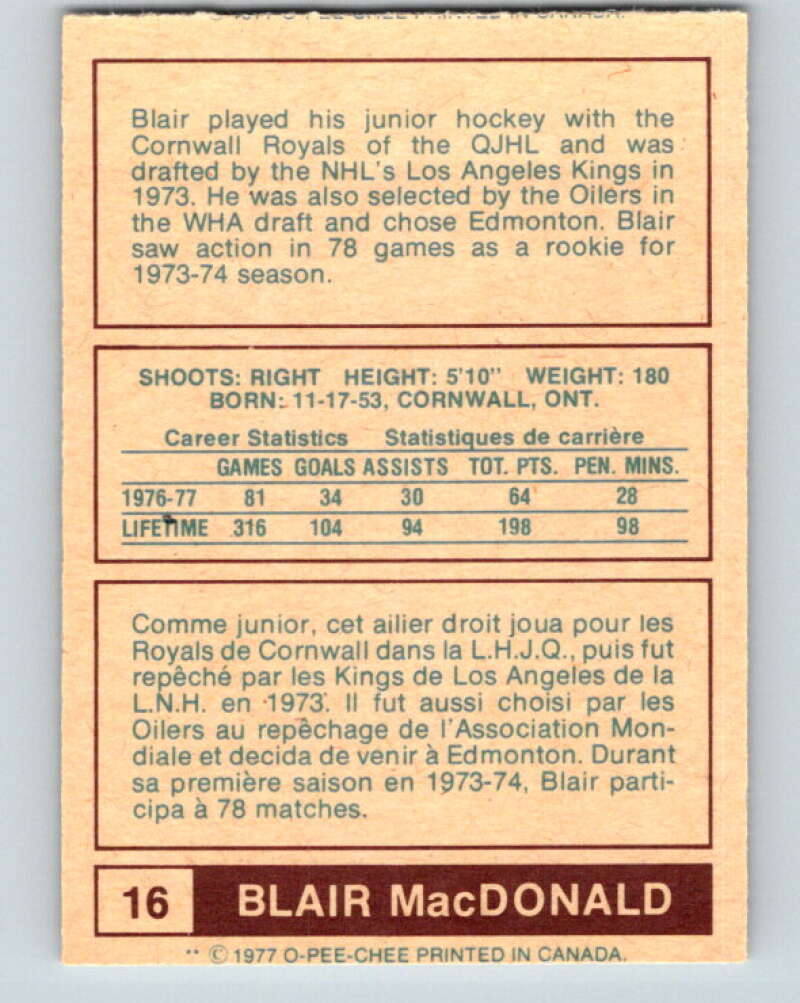 Blair played his junior hockey with the
Cornwall Royals of the QJHL and was
drafted by the NHL's Los Angeles Kings in
1973. He was also selected by the Oilers in
the WHA draft and chose Edmonton. Blair
saw action in 78 games as a rookie for
1973-74 season.
SHOOTS: RIGHT HEIGHT: 5'10" WEIGHT: 180
BORN: 11-17-53, CORNWALL, ONT.
Career Statistics Statistiques de carrière
GAMES GOALS ASSISTS TOT. PTS. PEN. MINS.
1976-77 81 34 30 64 28
LIFETIME 316 104 94 198 98
Comme junior, cet ailier droit joua pour les
Royals de Cornwall dans la L.H.J.Q., puis fut
repêché par les Kings de Los Angeles de la
L.N.H. en 1973. Il fut aussi choisi par les
Oilers au repêchage de l'Association Mon-
diale et decida de venir à Edmonton. Durant
sa première saison en 1973-74, Blair parti-
cipa à 78 matches.
16 BLAIR MacDONALD
** © 1977 O-PEE-CHEE PRINTED IN CANADA.